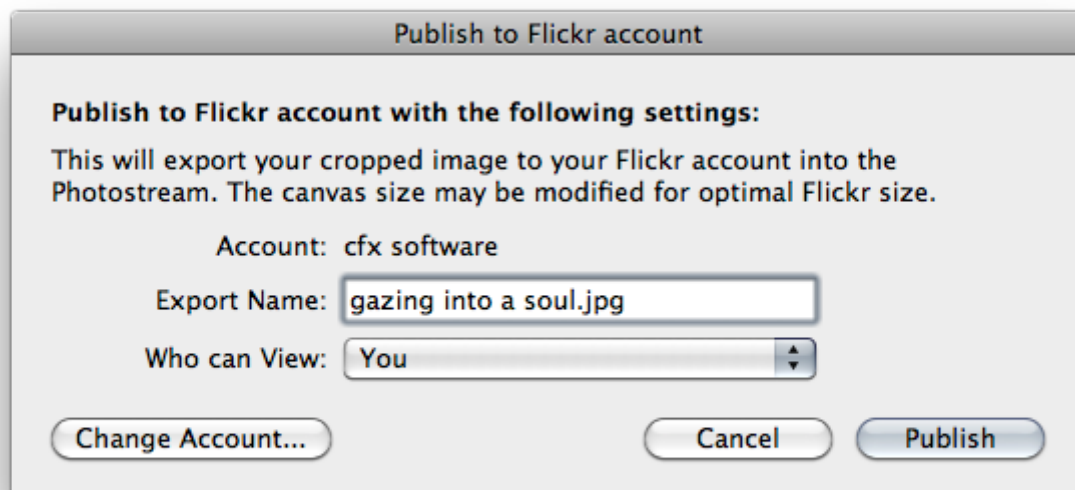 Publish to Flickr account
Publish to Flickr account with the following settings:
This will export your cropped image to your Flickr account into the
Photostream. The canvas size may be modified for optimal Flickr size.
Account: cfx software
Export Name: gazing into a soul.jpg
Who can View: You
Change Account... Cancel Publish